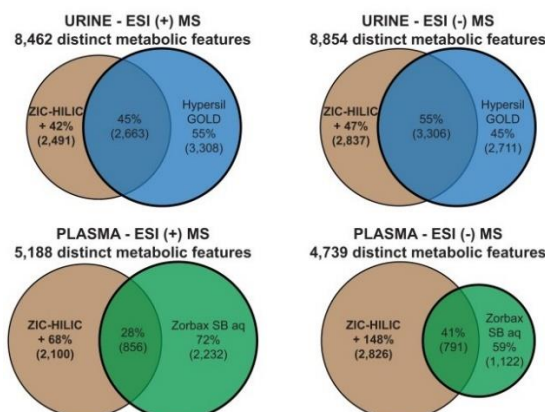 URINE - ESI (+) MS
8,462 distinct metabolic features
ZIC-HILIC
+ 42%
(2,491)
45%
(2,663)
Hypersil
GOLD
55%
(3,308)
URINE - ESI (-) MS
8,854 distinct metabolic features
ZIC-HILIC
+ 47%
(2,837)
55%
(3,306)
Hypersil
GOLD
45%
(2,711)
PLASMA - ESI (+) MS
5,188 distinct metabolic features
ZIC-HILIC
+ 68%
(2,100)
28%
(856)
Zorbax SB aq
72%
(2,232)
PLASMA - ESI (-) MS
4,739 distinct metabolic features
ZIC-HILIC
+ 148%
(2,826)
41%
(791)
Zorbax
SB aq
59%
(1,122)